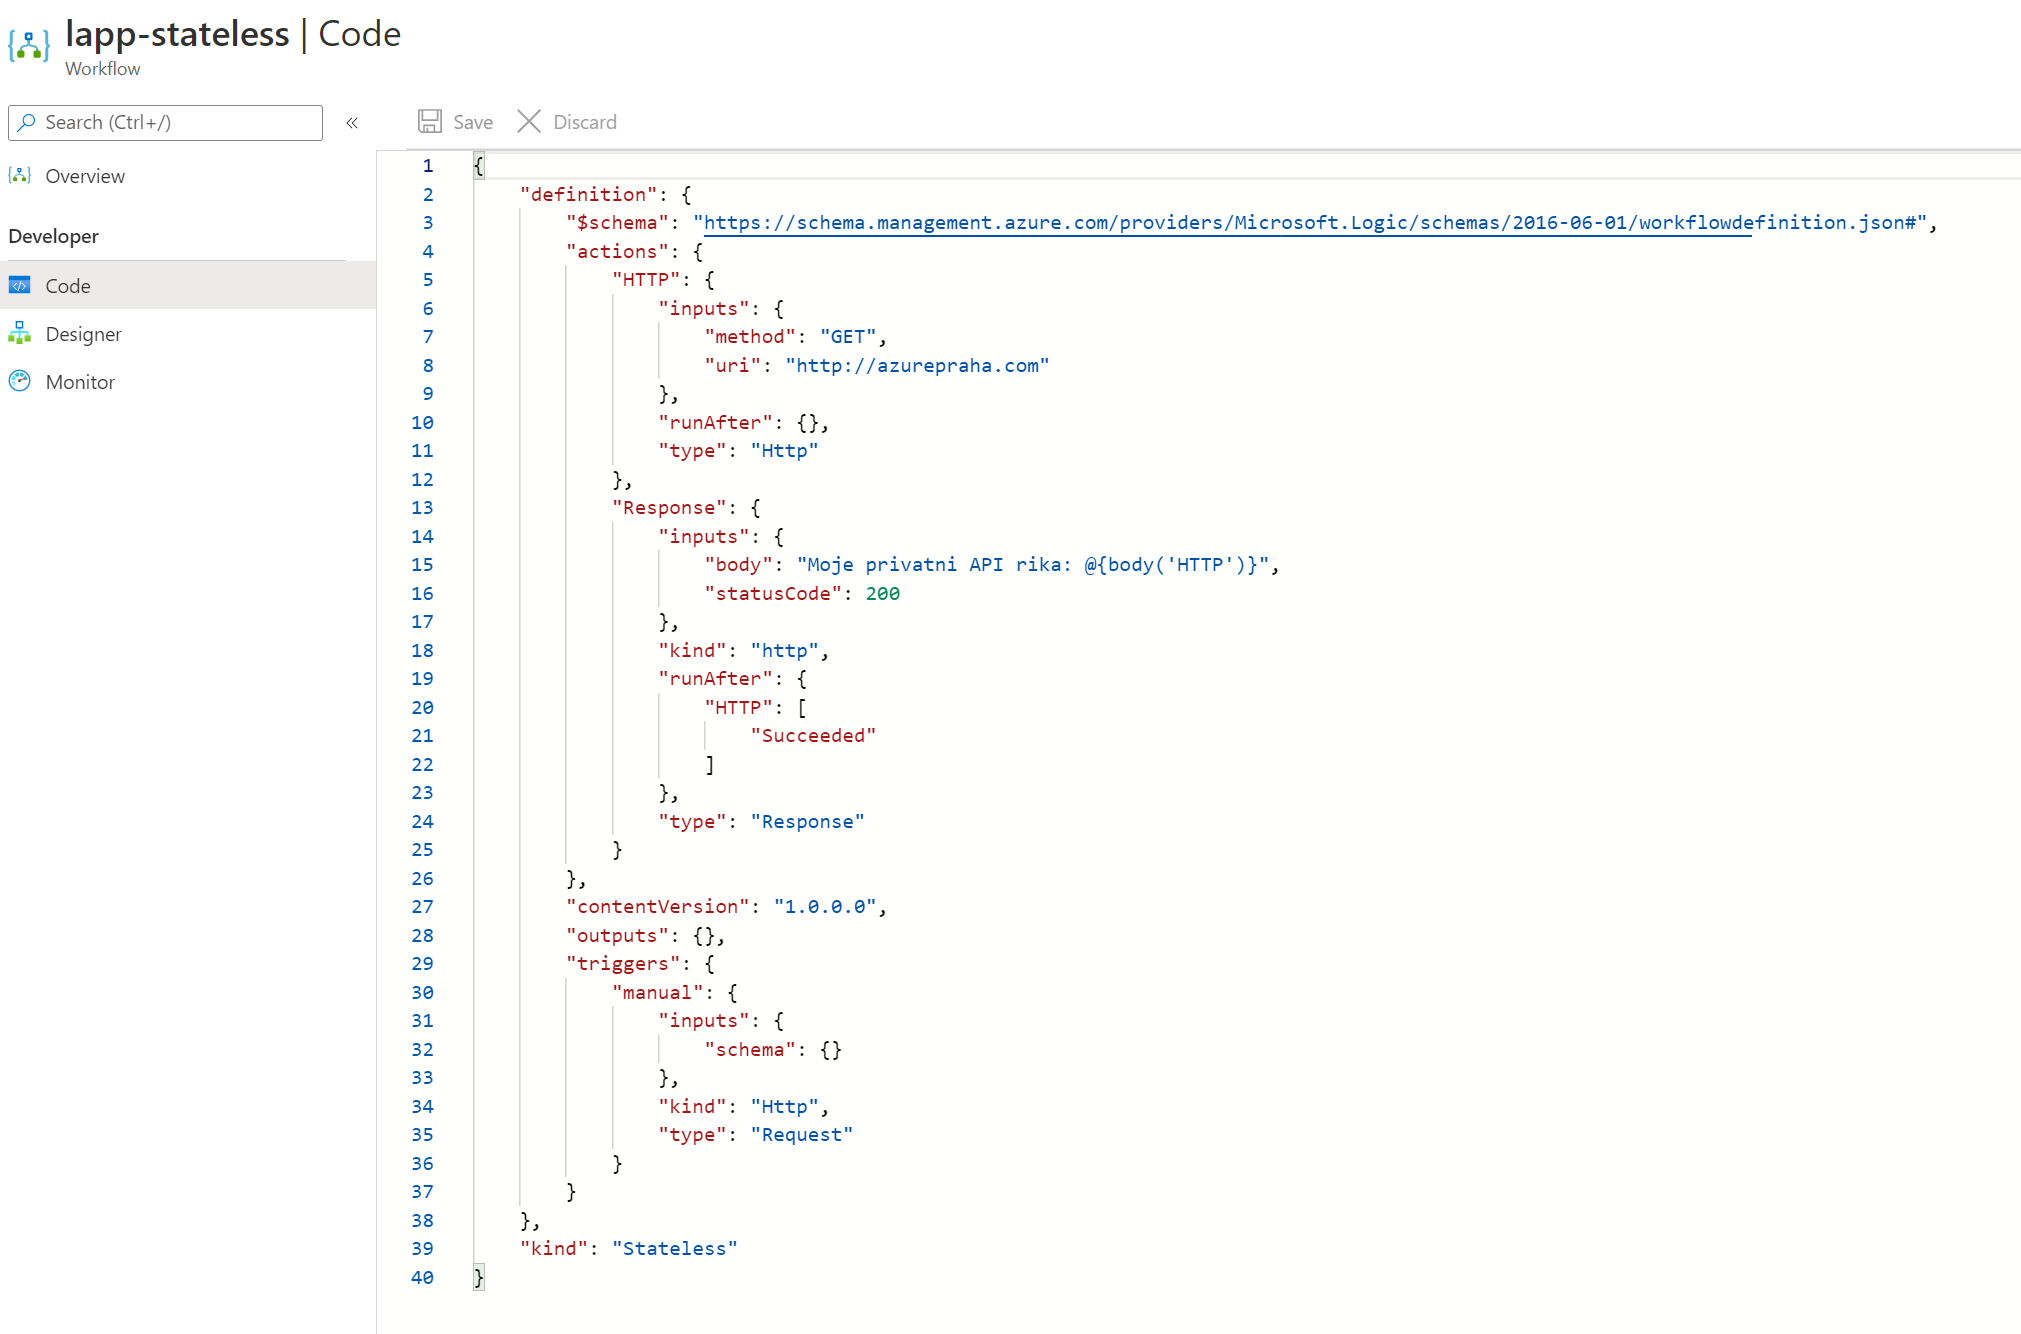 lapp-stateless | Code
Workflow
Search (Ctrl+/)
«
Save
Discard
Overview
Developer
Code
Designer
Monitor
1 {
2     "definition": {
3         "$schema": "https://schema.management.azure.com/providers/Microsoft.Logic/schemas/2016-06-01/workflowdefinition.json#",
4         "actions": {
5             "HTTP": {
6                 "inputs": {
7                     "method": "GET",
8                     "uri": "http://azurepraha.com"
9                 },
10                 "runAfter": {},
11                 "type": "Http"
12             },
13             "Response": {
14                 "inputs": {
15                     "body": "Moje privatni API rika: @{body('HTTP')}",
16                     "statusCode": 200
17                 },
18                 "kind": "http",
19                 "runAfter": {
20                     "HTTP": [
21                         "Succeeded"
22                     ]
23                 },
24                 "type": "Response"
25             }
26         },
27         "contentVersion": "1.0.0.0",
28         "outputs": {},
29         "triggers": {
30             "manual": {
31                 "inputs": {
32                     "schema": {}
33                 },
34                 "kind": "Http",
35                 "type": "Request"
36             }
37         }
38     },
39     "kind": "Stateless"
40 }